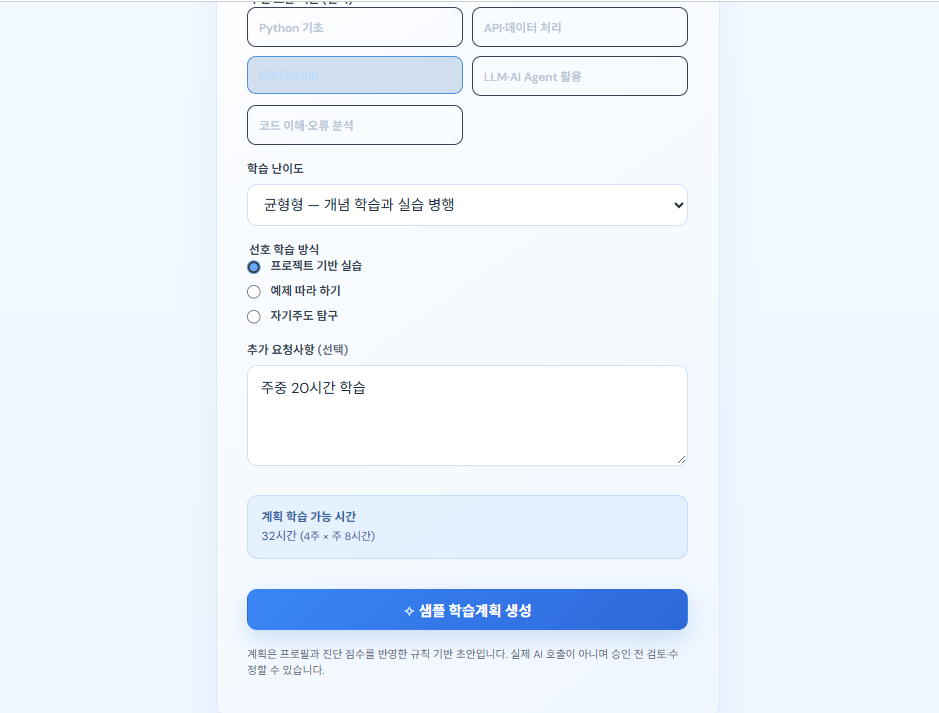 Python 기초
API·데이터 처리
Git·GitHub
LLM·AI Agent 활용
코드 이해·오류 분석
학습 난이도
균형형 — 개념 학습과 실습 병행
선호 학습 방식
프로젝트 기반 실습
예제 따라 하기
자기주도 탐구
추가 요청사항 (선택)
주중 20시간 학습
계획 학습 가능 시간
32시간 (4주 × 주 8시간)
✧ 샘플 학습계획 생성
계획은 프로필과 진단 점수를 반영한 규칙 기반 초안입니다. 실제 AI 호출이 아니며 승인 전 검토·수
정할 수 있습니다.